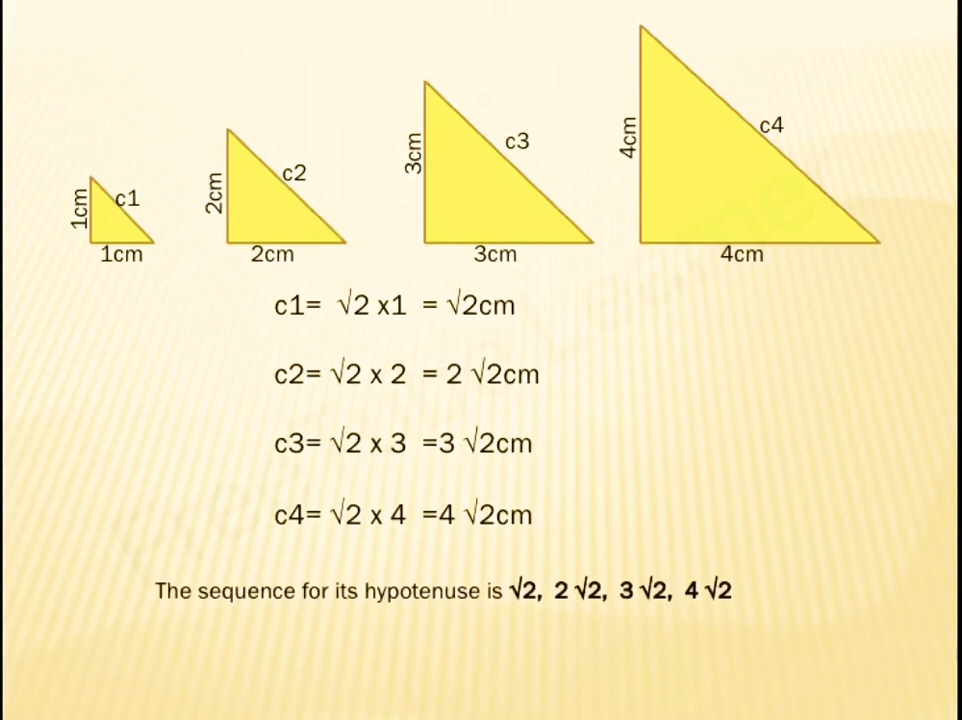 1cm c1 1cm
2cm c2 2cm
3cm c3 3cm
4cm c4 4cm
c1= √2 x1 = √2cm
c2= √2 x 2 = 2 √2cm
c3= √2 x 3 =3 √2cm
c4= √2 x 4 =4 √2cm
The sequence for its hypotenuse is √2, 2 √2, 3 √2, 4 √2